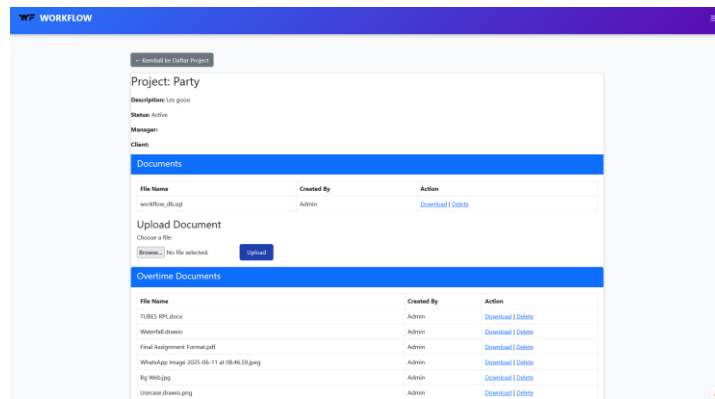 WF WORKFLOW
← Kembali ke Daftar Project
Project: Party
Description: Les gooo
Status: Active
Manager:
Client:
Documents
File Name Created By Action
workflow_db.sql Admin Download | Delete
Upload Document
Choose a file:
Browse... No file selected. Upload
Overtime Documents
File Name Created By Action
TUBES RPL.docx Admin Download | Delete
Waterfall.drawio Admin Download | Delete
Final Assignment Format.pdf Admin Download | Delete
WhatsApp Image 2025-06-11 at 08.46.59.jpeg Admin Download | Delete
Bg Web.jpg Admin Download | Delete
Usecase.drawio.png Admin Download | Delete